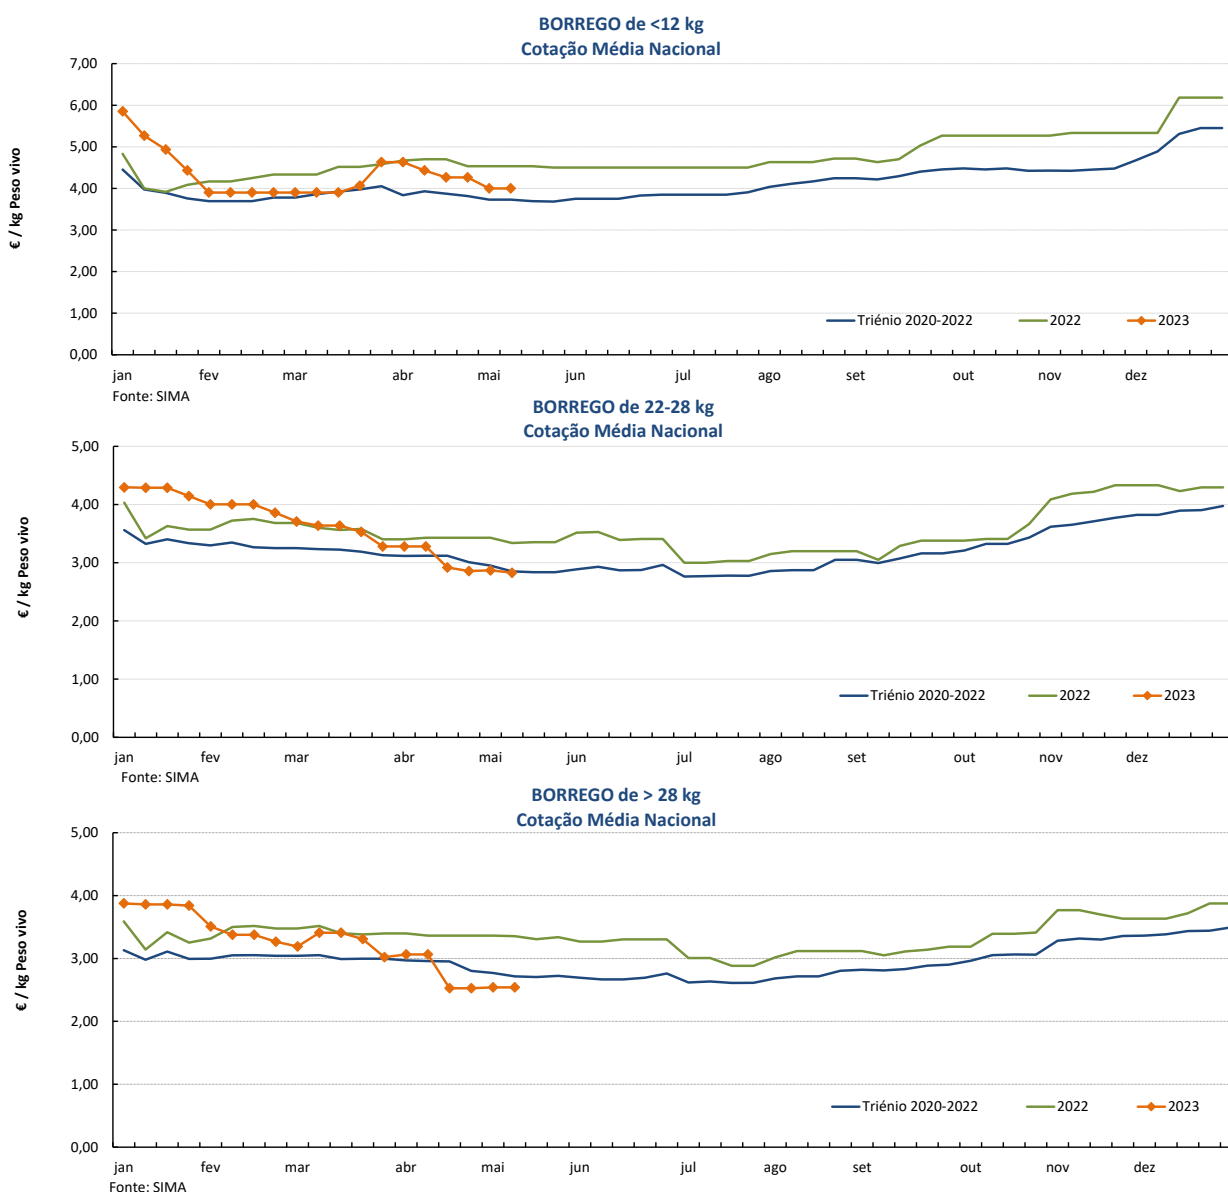 BORREGO de <12 kg
Cotação Média Nacional
€ / kg Peso vivo
7,00
6,00
5,00
4,00
3,00
2,00
1,00
0,00
Triénio 2020-2022 2022 2023
jan fev mar abr mai jun jul ago set out nov dez
Fonte: SIMA
BORREGO de 22-28 kg
Cotação Média Nacional
€ / kg Peso vivo
5,00
4,00
3,00
2,00
1,00
0,00
Triénio 2020-2022 2022 2023
jan fev mar abr mai jun jul ago set out nov dez
Fonte: SIMA
BORREGO de > 28 kg
Cotação Média Nacional
€ / kg Peso vivo
5,00
4,00
3,00
2,00
1,00
0,00
Triénio 2020-2022 2022 2023
jan fev mar abr mai jun jul ago set out nov dez
Fonte: SIMA